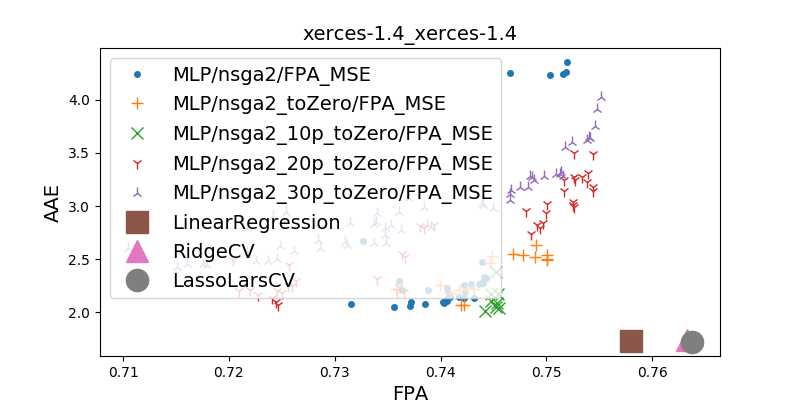 xerces-1.4_xerces-1.4
MLP/nsga2/FPA_MSE
MLP/nsga2_toZero/FPA_MSE
MLP/nsga2_10p_toZero/FPA_MSE
MLP/nsga2_20p_toZero/FPA_MSE
MLP/nsga2_30p_toZero/FPA_MSE
LinearRegression
RidgeCV
LassoLarsCV
AAE
4.0
3.5
3.0
2.5
2.0
0.71 0.72 0.73 0.74 0.75 0.76
FPA